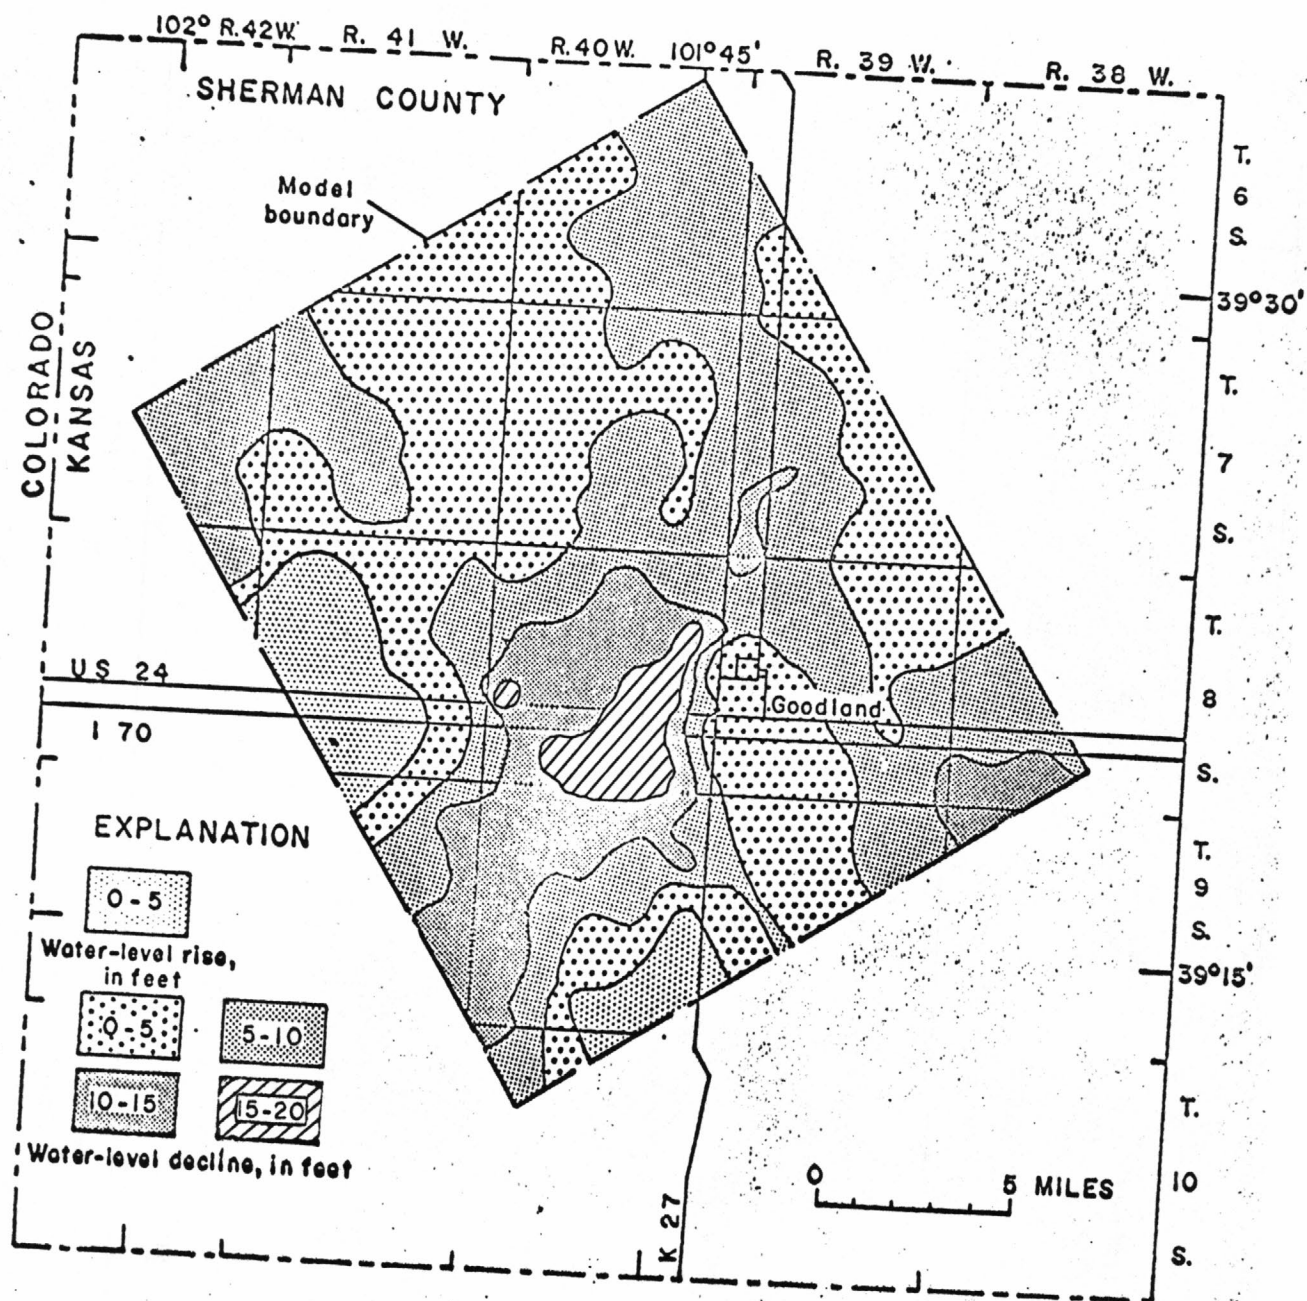 102° R.42W. R. 41 W. R.40W. 101°45' R. 39 W. R. 38 W.
SHERMAN COUNTY
Model
boundary
T.
6
S.
39°30'
COLORADO
KANSAS
T.
7
S.
T.
8
S.
US 24
I 70
Goodland
EXPLANATION
0-5
Water-level rise,
in feet
0-5
5-10
10-15
15-20
Water-level decline, in feet
T.
9
S.
39°15'
T.
10
S.
0 5 MILES
K 27